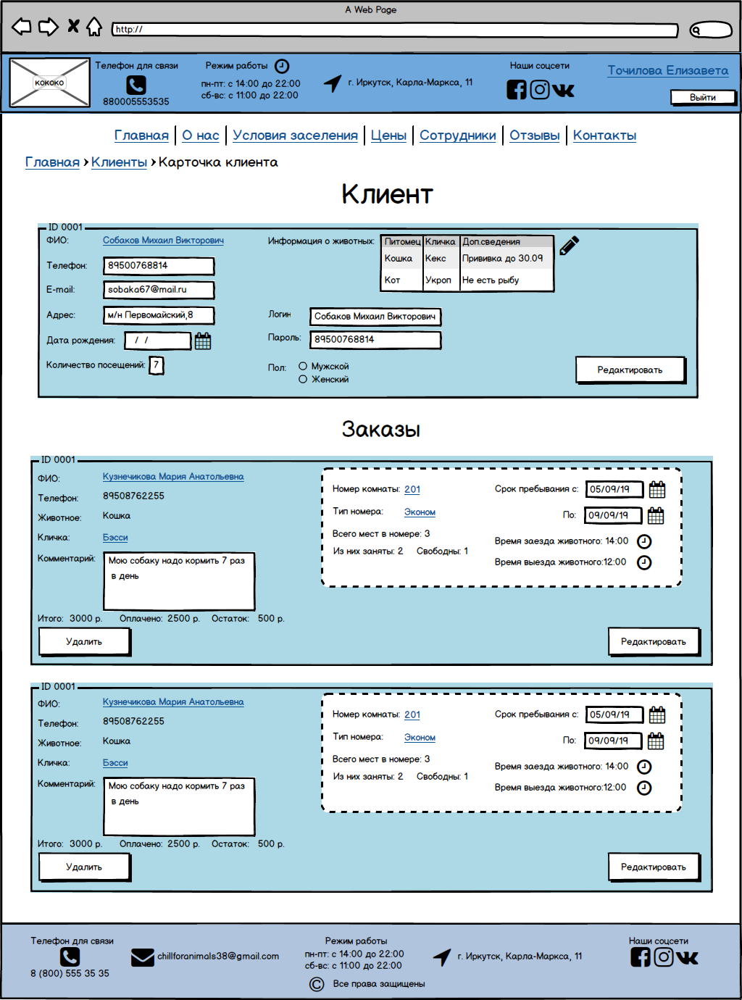 A Web Page
http://
кококо
Телефон для связи
880005553535
Режим работы
пн-пт: с 14:00 до 22:00
сб-вс: с 11:00 до 22:00
г. Иркутск, Карла-Маркса, 11
Наши соцсети
Точилова Елизавета
Выйти
Главная О нас Условия заселения Цены Сотрудники Отзывы Контакты
Главная › Клиенты › Карточка клиента
Клиент
ID 0001
ФИО: Собаков Михаил Викторович
Телефон: 89500768814
E-mail: sobaka67@mail.ru
Адрес: м/н Первомайский,8
Дата рождения: / /
Количество посещений: 7
Информация о животных:
Питомец Кличка Доп.сведения
Кошка Кекс Прививка до 30.09
Кот Укроп Не есть рыбу
Логин Собаков Михаил Викторович
Пароль: 89500768814
Пол: Мужской
Женский
Редактировать
Заказы
ID 0001
ФИО: Кузнечикова Мария Анатольевна
Телефон: 89508762255
Животное: Кошка
Кличка: Бэсси
Комментарий: Мою собаку надо кормить 7 раз
в день
Итого: 3000 р. Оплачено: 2500 р. Остаток: 500 р.
Удалить
Номер комнаты: 201
Тип номера: Эконом
Всего мест в номере: 3
Из них заняты: 2 Свободны: 1
Срок пребывания с: 05/09/19
По: 09/09/19
Время заезда животного: 14:00
Время выезда животного:12:00
Редактировать
ID 0001
ФИО: Кузнечикова Мария Анатольевна
Телефон: 89508762255
Животное: Кошка
Кличка: Бэсси
Комментарий: Мою собаку надо кормить 7 раз
в день
Итого: 3000 р. Оплачено: 2500 р. Остаток: 500 р.
Удалить
Номер комнаты: 201
Тип номера: Эконом
Всего мест в номере: 3
Из них заняты: 2 Свободны: 1
Срок пребывания с: 05/09/19
По: 09/09/19
Время заезда животного: 14:00
Время выезда животного:12:00
Редактировать
Телефон для связи
8 (800) 555 35 35
chillforanimals38@gmail.com
Режим работы
пн-пт: с 14:00 до 22:00
сб-вс: с 11:00 до 22:00
© Все права защищены
г. Иркутск, Карла-Маркса, 11
Наши соцсети